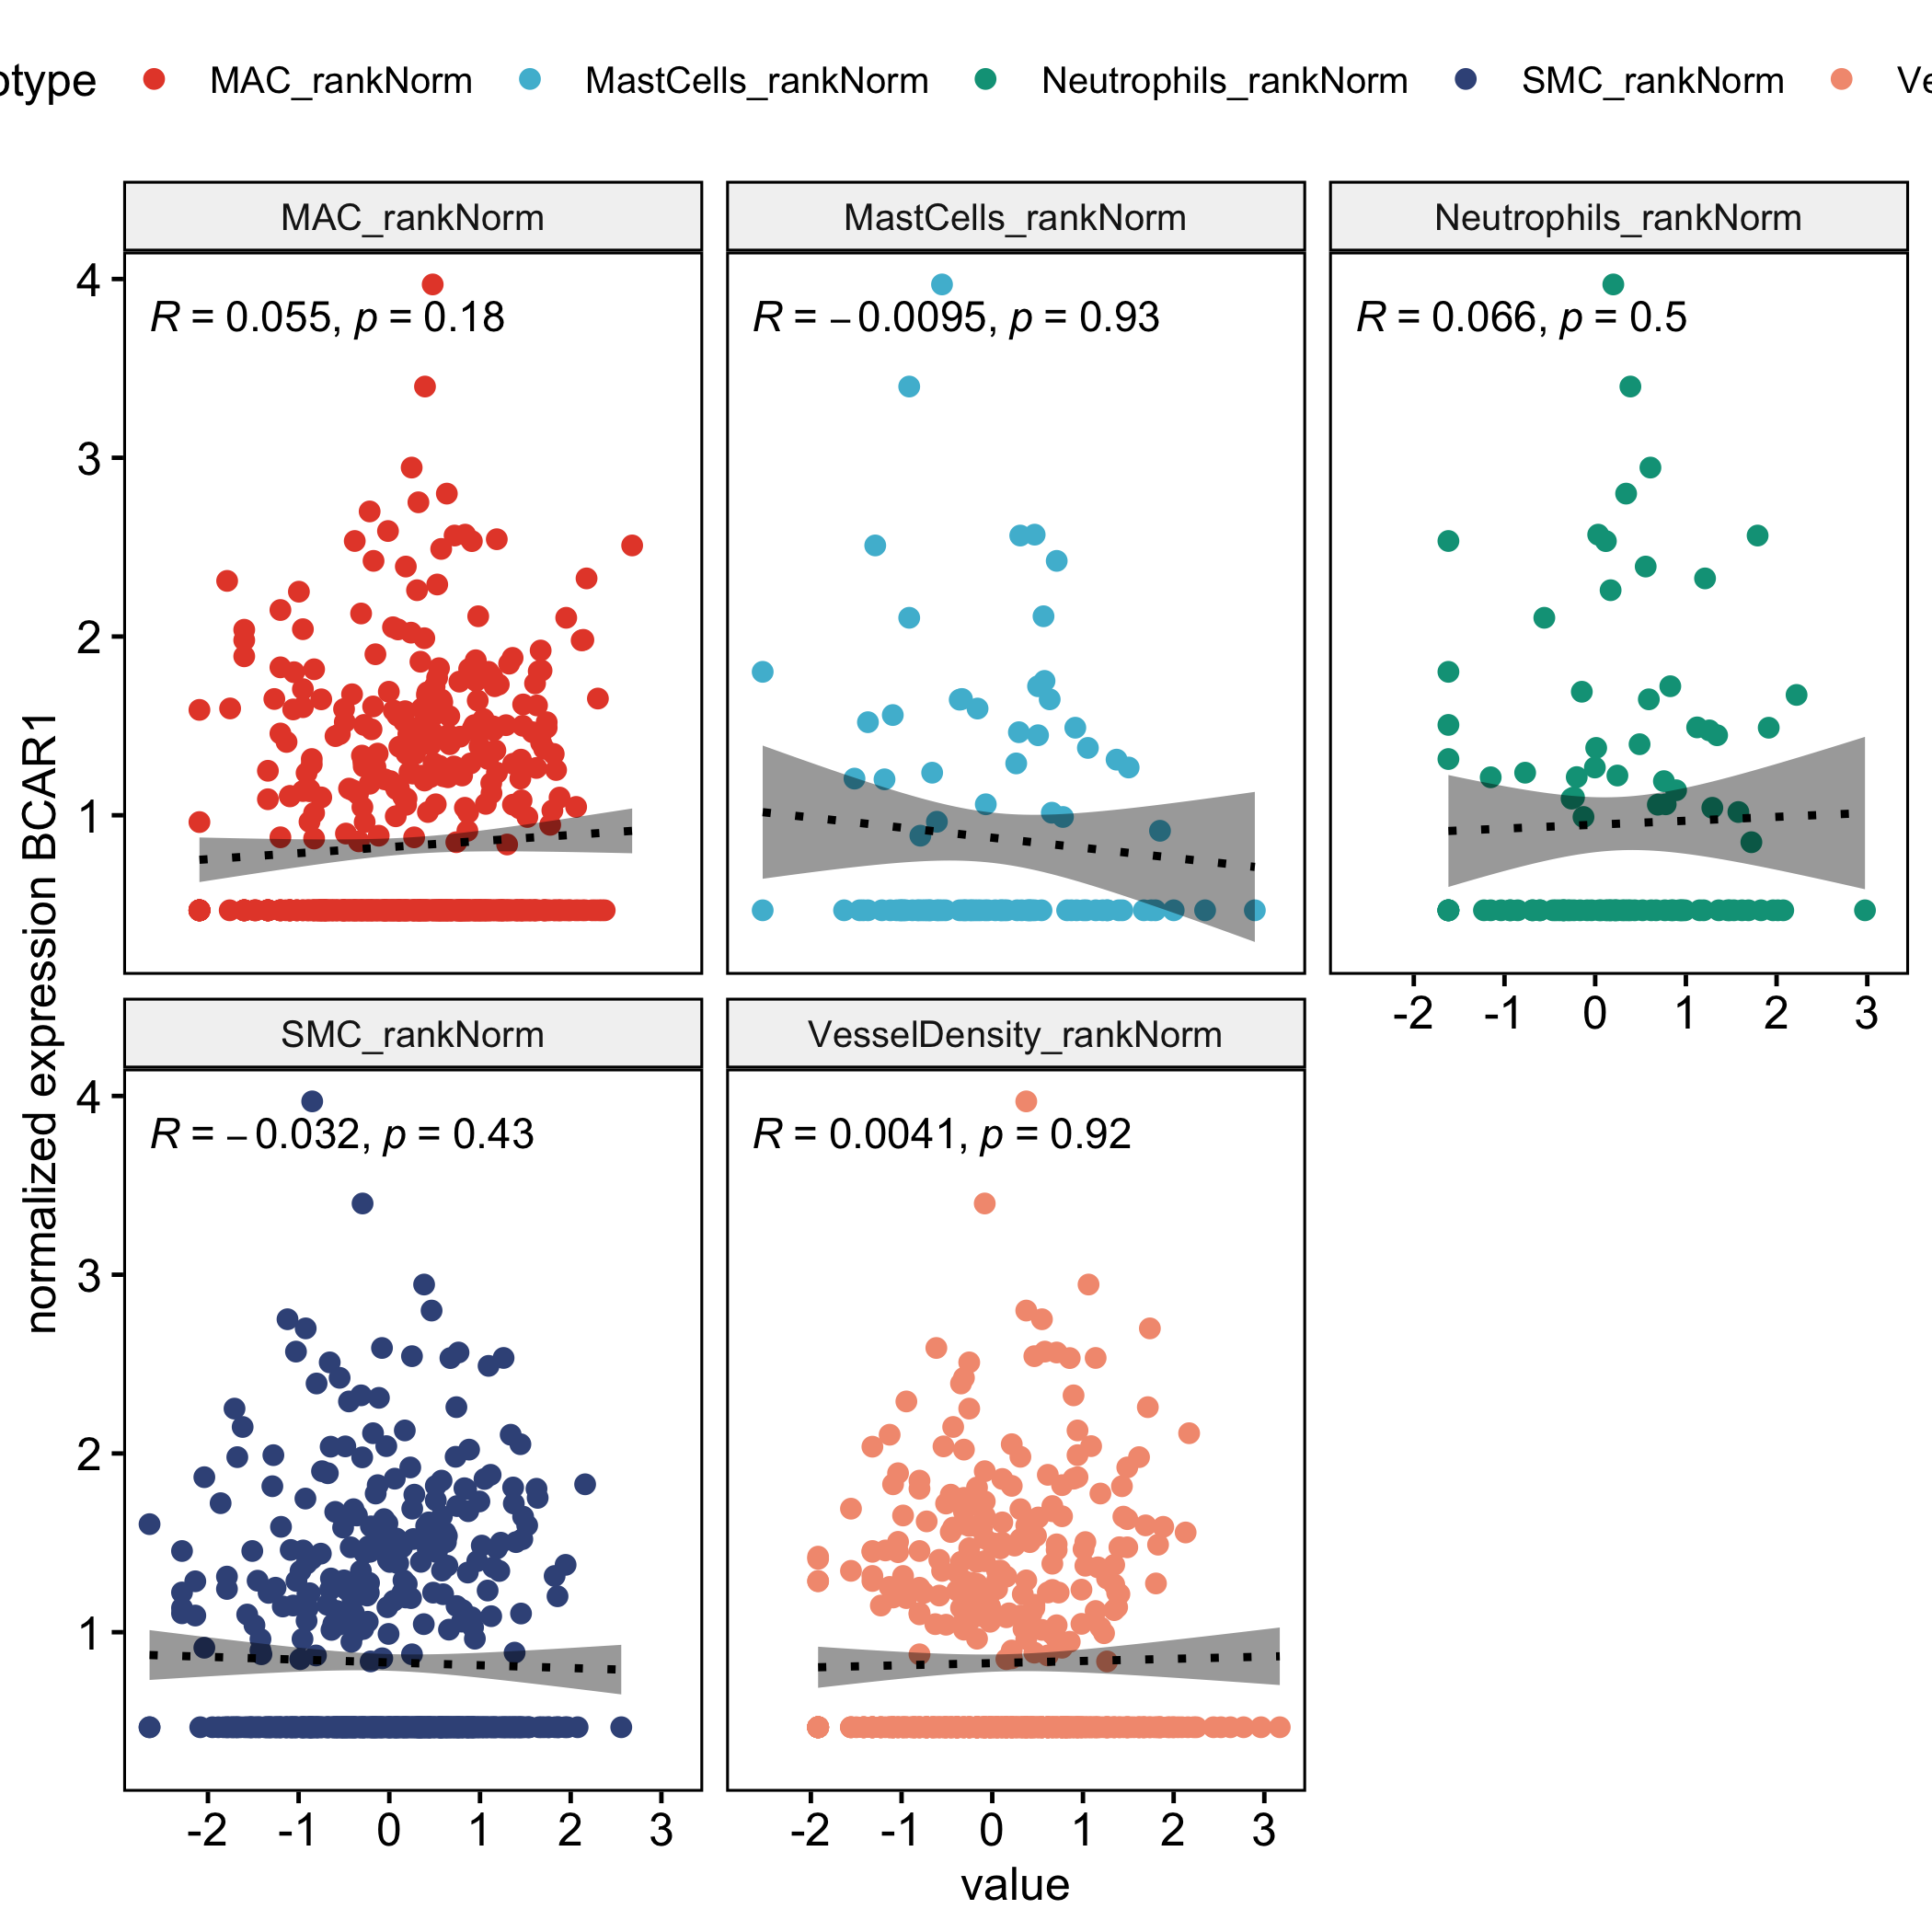 otype MAC_rankNorm MastCells_rankNorm Neutrophils_rankNorm SMC_rankNorm Ve
MAC_rankNorm MastCells_rankNorm Neutrophils_rankNorm
R = 0.055, p = 0.18 R = −0.0095, p = 0.93 R = 0.066, p = 0.5
4
3
2
1
-2 -1 0 1 2 3
SMC_rankNorm VesselDensity_rankNorm
R = −0.032, p = 0.43 R = 0.0041, p = 0.92
4
3
2
1
-2 -1 0 1 2 3 -2 -1 0 1 2 3
value
normalized expression BCAR1